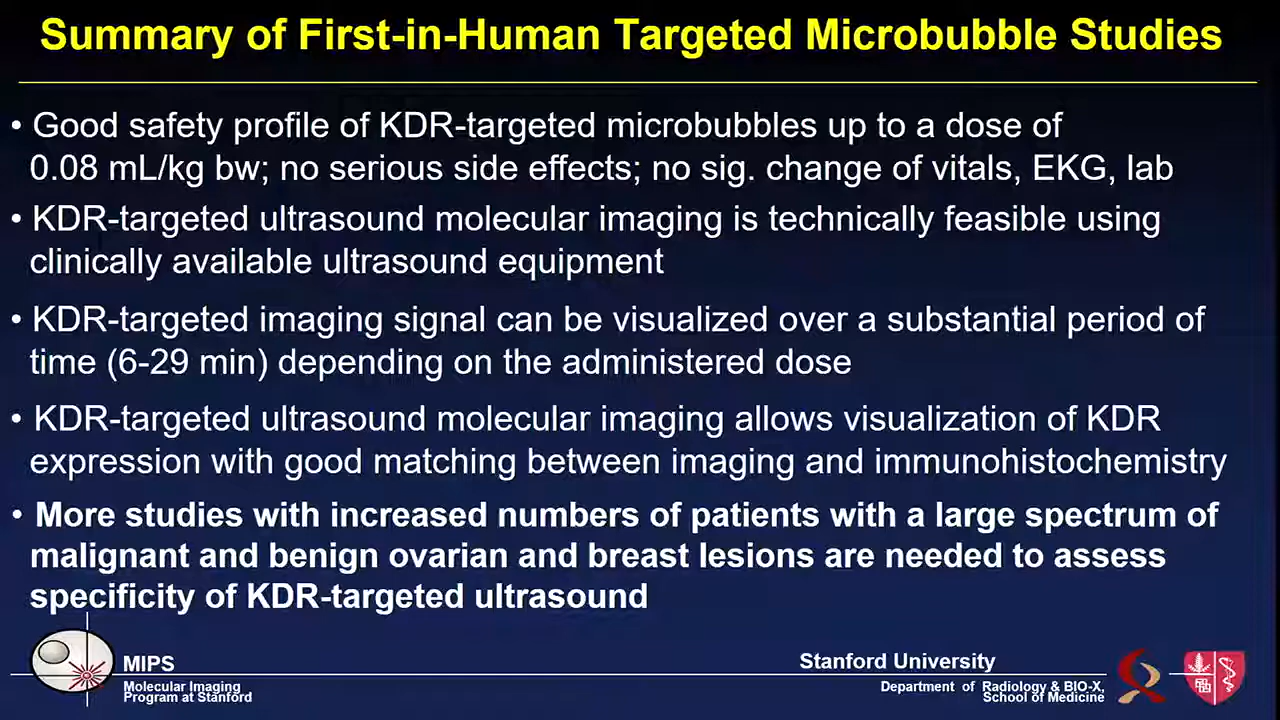 Summary of First-in-Human Targeted Microbubble Studies
• Good safety profile of KDR-targeted microbubbles up to a dose of
0.08 mL/kg bw; no serious side effects; no sig. change of vitals, EKG, lab
• KDR-targeted ultrasound molecular imaging is technically feasible using
clinically available ultrasound equipment
• KDR-targeted imaging signal can be visualized over a substantial period of
time (6-29 min) depending on the administered dose
• KDR-targeted ultrasound molecular imaging allows visualization of KDR
expression with good matching between imaging and immunohistochemistry
• More studies with increased numbers of patients with a large spectrum of
malignant and benign ovarian and breast lesions are needed to assess
specificity of KDR-targeted ultrasound
MIPS
Molecular Imaging
Program at Stanford
Stanford University
Department of Radiology & BIO-X,
School of Medicine